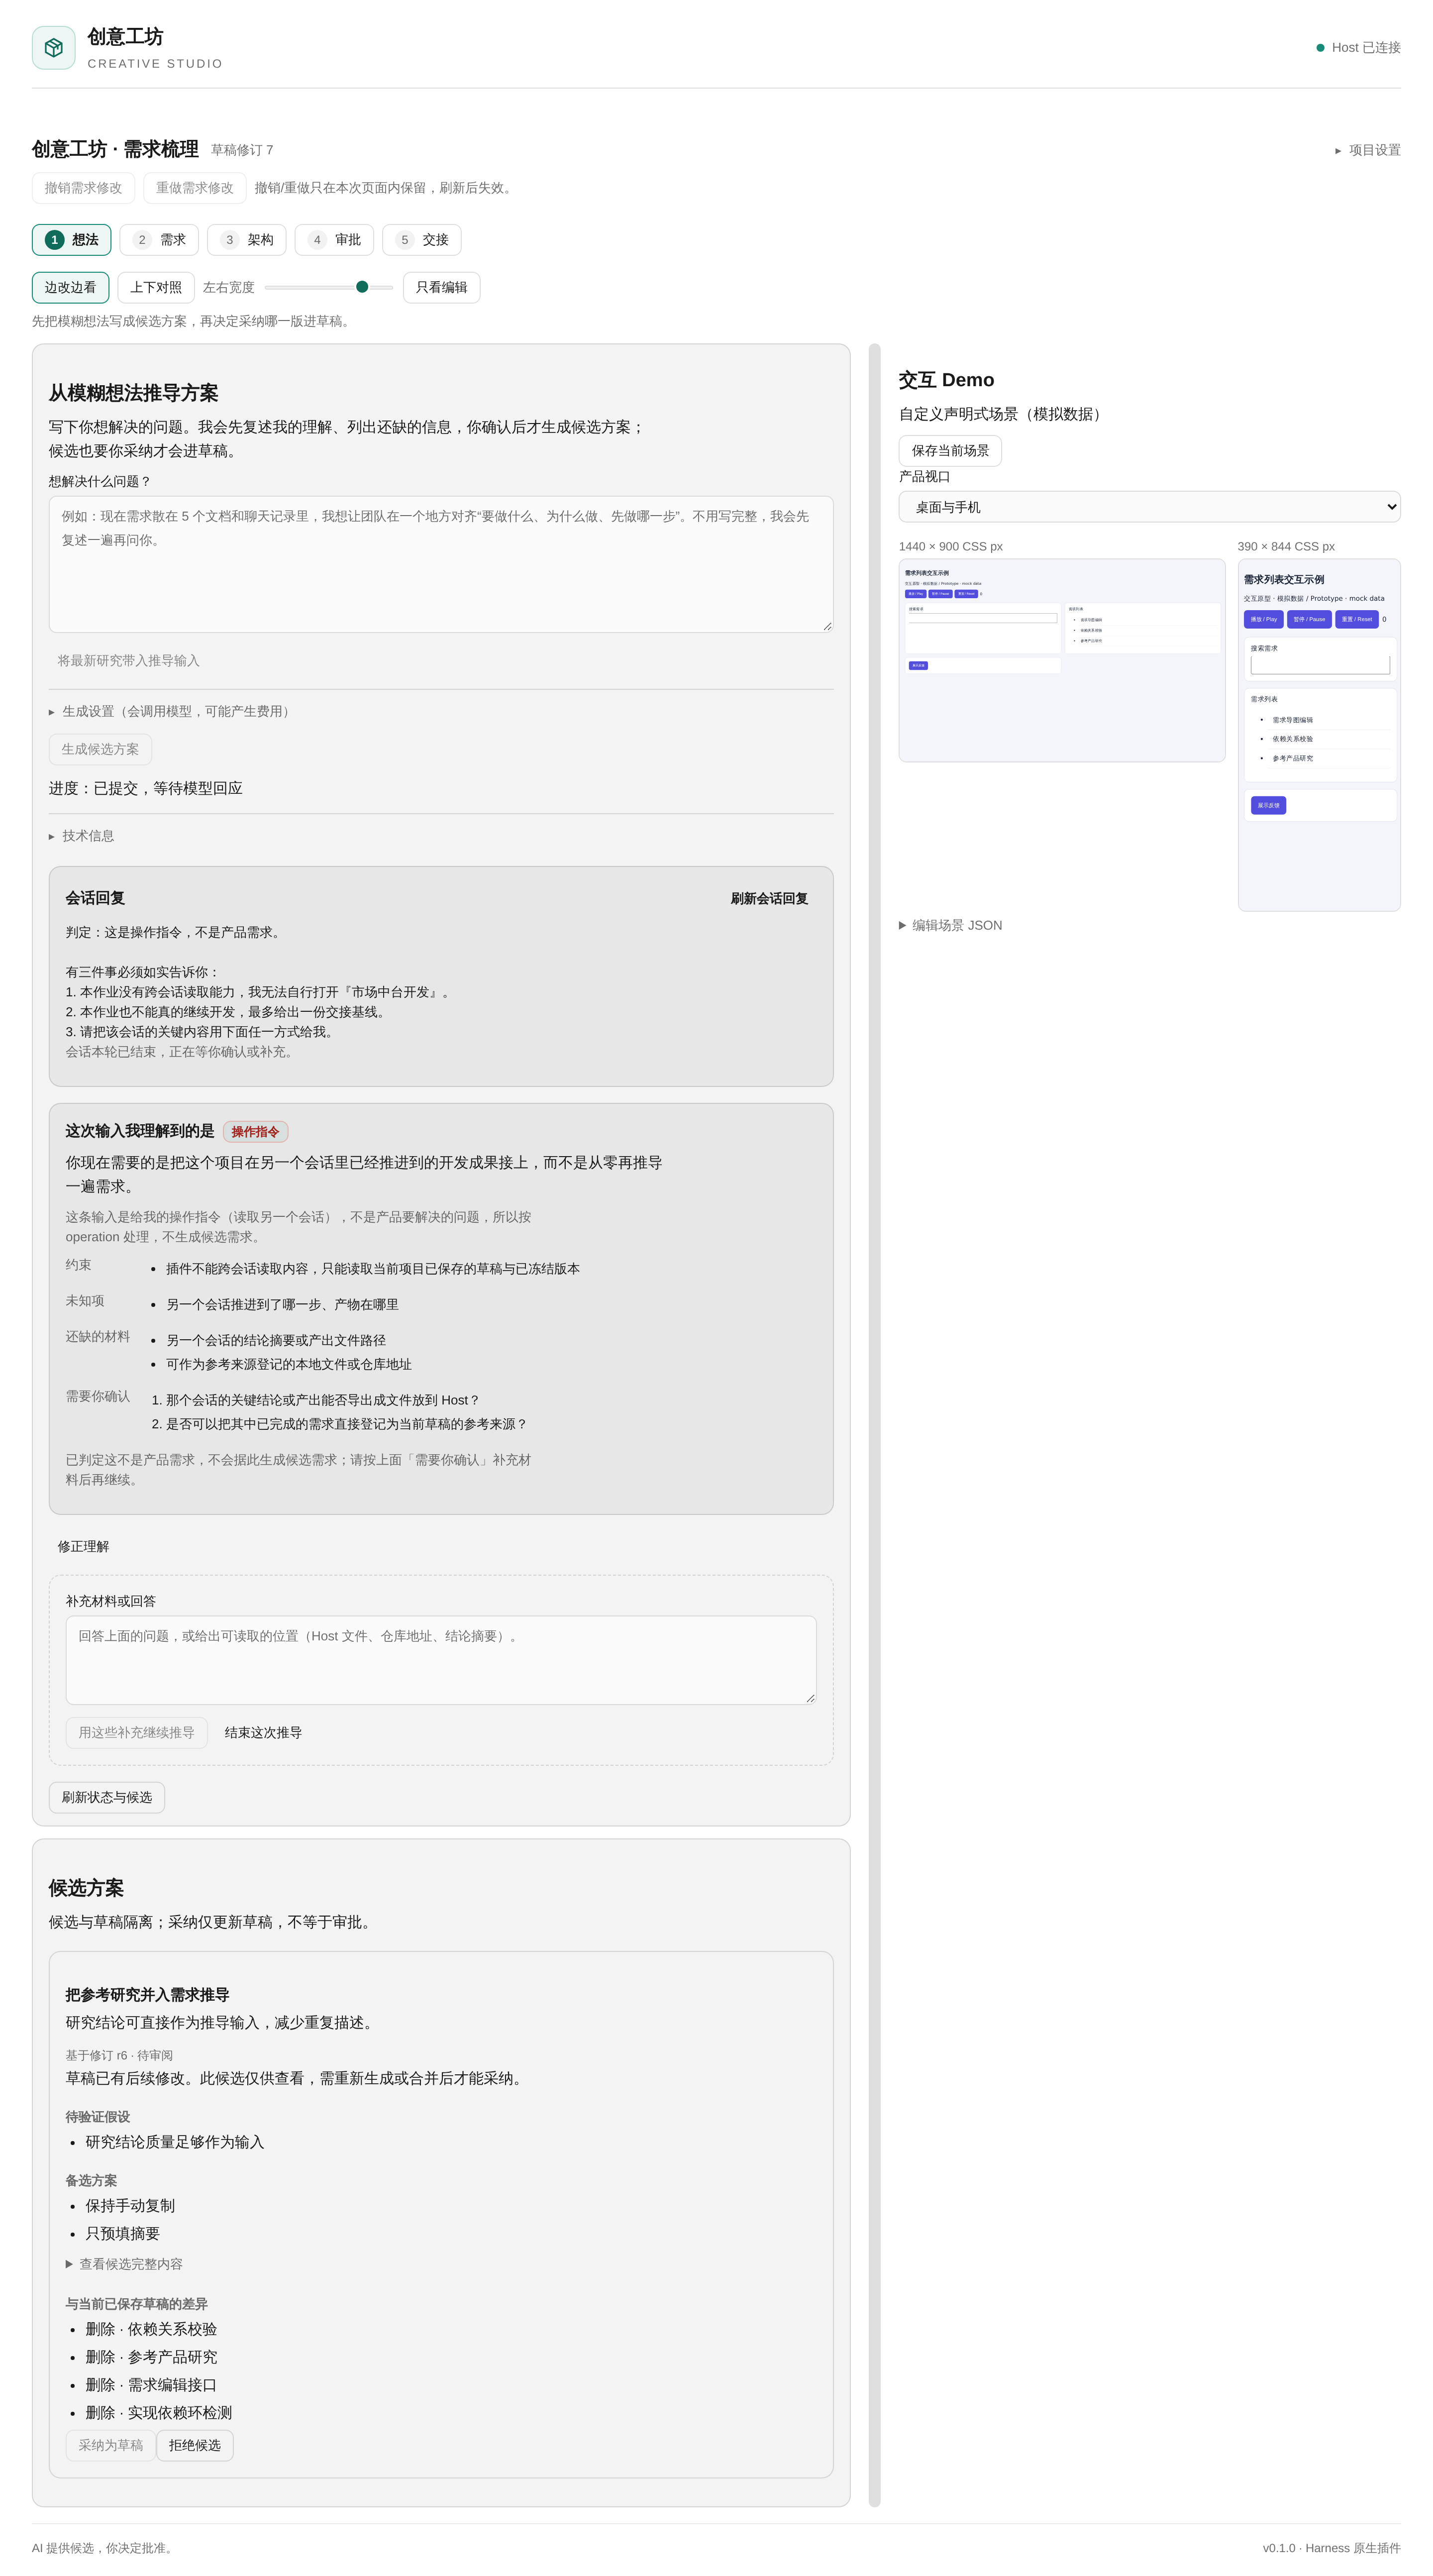 创意工坊
CREATIVE STUDIO
Host 已连接
创意工坊 · 需求梳理 草稿修订 7
▸ 项目设置
撤销需求修改 重做需求修改 撤销/重做只在本次页面内保留，刷新后失效。
1 想法 2 需求 3 架构 4 审批 5 交接
边改边看 上下对照 左右宽度 只看编辑
先把模糊想法写成候选方案，再决定采纳哪一版进草稿。
从模糊想法推导方案
写下你想解决的问题。我会先复述我的理解、列出还缺的信息，你确认后才生成候选方案；
候选也要你采纳才会进草稿。
想解决什么问题？
例如：现在需求散在 5 个文档和聊天记录里，我想让团队在一个地方对齐“要做什么、为什么做、先做哪一步”。不用写完整，我会先
复述一遍再问你。
将最新研究带入推导输入
▸ 生成设置（会调用模型，可能产生费用）
生成候选方案
进度：已提交，等待模型回应
▸ 技术信息
会话回复 刷新会话回复
判定：这是操作指令，不是产品需求。
有三件事必须如实告诉你：
1. 本作业没有跨会话读取能力，我无法自行打开『市场中台开发』。
2. 本作业也不能真的继续开发，最多给出一份交接基线。
3. 请把该会话的关键内容用下面任一方式给我。
会话本轮已结束，正在等你确认或补充。
这次输入我理解到的是 操作指令
你现在需要的是把这个项目在另一个会话里已经推进到的开发成果接上，而不是从零再推导
一遍需求。
这条输入是给我的操作指令（读取另一个会话），不是产品要解决的问题，所以按
operation 处理，不生成候选需求。
约束
• 插件不能跨会话读取内容，只能读取当前项目已保存的草稿与已冻结版本
未知项
• 另一个会话推进到了哪一步、产物在哪里
还缺的材料
• 另一个会话的结论摘要或产出文件路径
• 可作为参考来源登记的本地文件或仓库地址
需要你确认
1. 那个会话的关键结论或产出能否导出成文件放到 Host？
2. 是否可以把其中已完成的需求直接登记为当前草稿的参考来源？
已判定这不是产品需求，不会据此生成候选需求；请按上面「需要你确认」补充材
料后再继续。
修正理解
补充材料或回答
回答上面的问题，或给出可读取的位置（Host 文件、仓库地址、结论摘要）。
用这些补充继续推导 结束这次推导
刷新状态与候选
候选方案
候选与草稿隔离；采纳仅更新草稿，不等于审批。
把参考研究并入需求推导
研究结论可直接作为推导输入，减少重复描述。
基于修订 r6 · 待审阅
草稿已有后续修改。此候选仅供查看，需重新生成或合并后才能采纳。
待验证假设
• 研究结论质量足够作为输入
备选方案
• 保持手动复制
• 只预填摘要
▶ 查看候选完整内容
与当前已保存草稿的差异
• 删除 · 依赖关系校验
• 删除 · 参考产品研究
• 删除 · 需求编辑接口
• 删除 · 实现依赖环检测
采纳为草稿 拒绝候选
交互 Demo
自定义声明式场景（模拟数据）
保存当前场景
产品视口
桌面与手机
1440 × 900 CSS px
需求列表交互示例
交互原型 · 模拟数据 / Prototype · mock data
播放 / Play 暂停 / Pause 重置 / Reset 0
搜索需求
需求列表
• 需求导图编辑
• 依赖关系校验
• 参考产品研究
展示反馈
390 × 844 CSS px
需求列表交互示例
交互原型 · 模拟数据 / Prototype · mock data
播放 / Play 暂停 / Pause 重置 / Reset 0
搜索需求
需求列表
• 需求导图编辑
• 依赖关系校验
• 参考产品研究
展示反馈
▶ 编辑场景 JSON
AI 提供候选，你决定批准。
v0.1.0 · Harness 原生插件